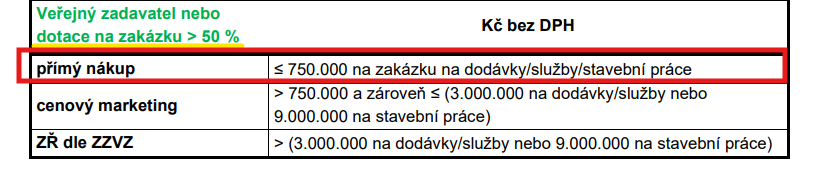 Veřejný zadavatel nebo
dotace na zakázku > 50 %
Kč bez DPH
přímý nákup
≤ 750.000 na zakázku na dodávky/služby/stavební práce
cenový marketing
> 750.000 a zároveň ≤ (3.000.000 na dodávky/služby nebo
9.000.000 na stavební práce)
ZŘ dle ZZVZ
> (3.000.000 na dodávky/služby nebo 9.000.000 na stavební práce)